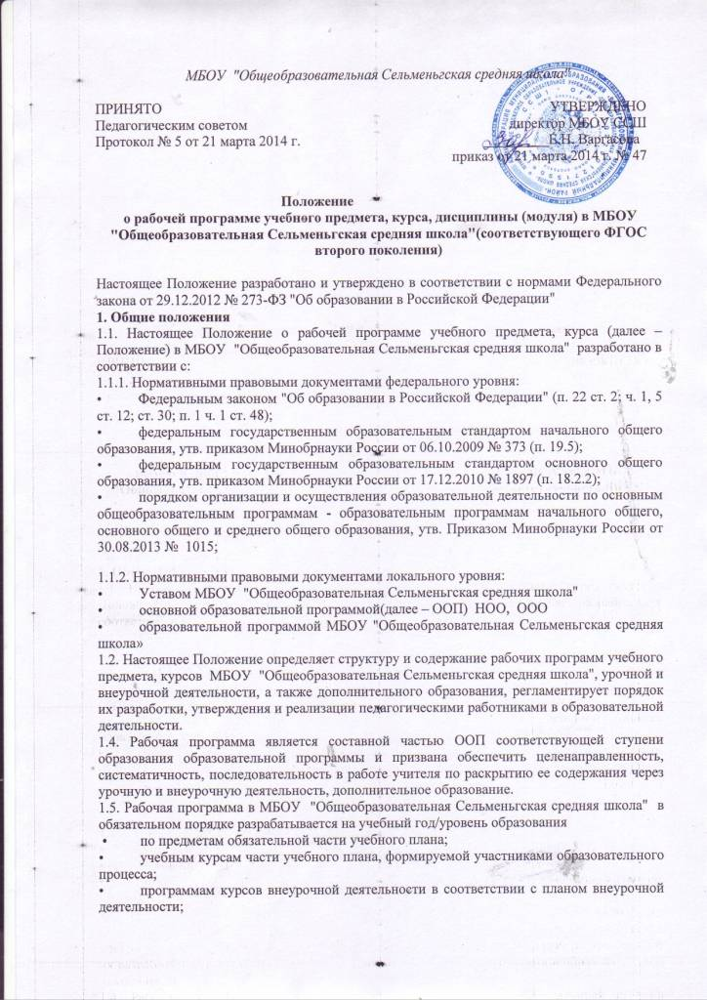 МБОУ "Общеобразовательная Сельменьгская средняя школа"
ПРИНЯТО
Педагогическим советом
Протокол № 5 от 21 марта 2014 г.
УТВЕРЖДЕНО
директор МБОУ ССШ
Б.Н. Варгасова
приказ от 21 марта 2014 г. № 47
Положение
о рабочей программе учебного предмета, курса, дисциплины (модуля) в МБОУ
"Общеобразовательная Сельменьгская средняя школа"(соответствующего ФГОС
второго поколения)
Настоящее Положение разработано и утверждено в соответствии с нормами Федерального
закона от 29.12.2012 № 273-ФЗ "Об образовании в Российской Федерации"
1. Общие положения
1.1. Настоящее Положение о рабочей программе учебного предмета, курса (далее –
Положение) в МБОУ "Общеобразовательная Сельменьгская средняя школа" разработано в
соответствии с:
1.1.1. Нормативными правовыми документами федерального уровня:
• Федеральным законом "Об образовании в Российской Федерации" (п. 22 ст. 2; ч. 1, 5
ст. 12; ст. 30; п. 1 ч. 1 ст. 48);
• федеральным государственным образовательным стандартом начального общего
образования, утв. приказом Минобрнауки России от 06.10.2009 № 373 (п. 19.5);
• федеральным государственным образовательным стандартом основного общего
образования, утв. приказом Минобрнауки России от 17.12.2010 № 1897 (п. 18.2.2);
• порядком организации и осуществления образовательной деятельности по основным
общеобразовательным программам - образовательным программам начального общего,
основного общего и среднего общего образования, утв. Приказом Минобрнауки России от
30.08.2013 № 1015;
1.1.2. Нормативными правовыми документами локального уровня:
• Уставом МБОУ "Общеобразовательная Сельменьгская средняя школа"
• основной образовательной программой(далее – ООП) НОО, ООО
• образовательной программой МБОУ "Общеобразовательная Сельменьгская средняя
школа»
1.2. Настоящее Положение определяет структуру и содержание рабочих программ учебного
предмета, курсов МБОУ "Общеобразовательная Сельменьгская средняя школа", урочной и
внеурочной деятельности, а также дополнительного образования, регламентирует порядок
их разработки, утверждения и реализации педагогическими работниками в образовательной
деятельности.
1.4. Рабочая программа является составной частью ООП соответствующей ступени
образования образовательной программы и призвана обеспечить целенаправленность,
систематичность, последовательность в работе учителя по раскрытию ее содержания через
урочную и внеурочную деятельность, дополнительное образование.
1.5. Рабочая программа в МБОУ "Общеобразовательная Сельменьгская средняя школа" в
обязательном порядке разрабатывается на учебный год/уровень образования
• по предметам обязательной части учебного плана;
• учебным курсам части учебного плана, формируемой участниками образовательного
процесса;
• программам курсов внеурочной деятельности в соответствии с планом внеурочной
деятельности;